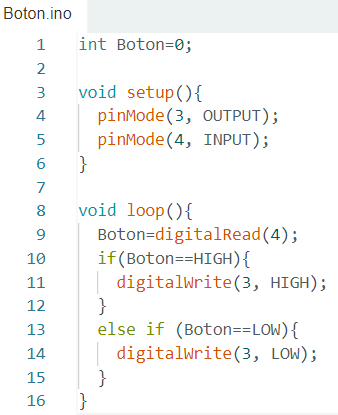 Boton.ino
1 int Boton=0;
2
3 void setup(){
4 pinMode(3, OUTPUT);
5 pinMode(4, INPUT);
6 }
7
8 void loop(){
9 Boton=digitalRead(4);
10 if(Boton==HIGH){
11 digitalWrite(3, HIGH);
12 }
13 else if (Boton==LOW){
14 digitalWrite(3, LOW);
15 }
16 }